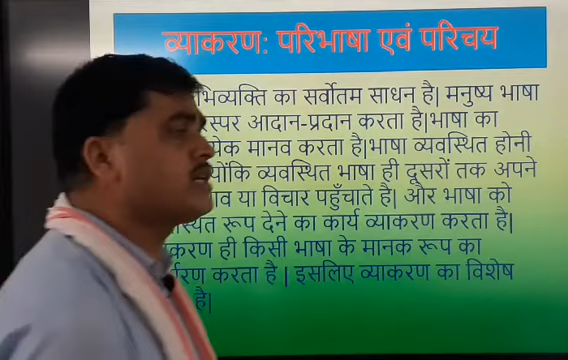 व्याकरण: परिभाषा एवं परिचय
भिव्यक्ति का सर्वोतम साधन है| मनुष्य भाषा
स्पर आदान-प्रदान करता है|भाषा का
येक मानव करता है|भाषा व्यवस्थित होनी
योंकि व्यवस्थित भाषा ही दूसरों तक अपने
ाव या विचार पहुँचाते है| और भाषा को
स्थित रूप देने का कार्य व्याकरण करता है|
करण ही किसी भाषा के मानक रूप का
र्धारण करता है | इसलिए व्याकरण का विशेष
है|